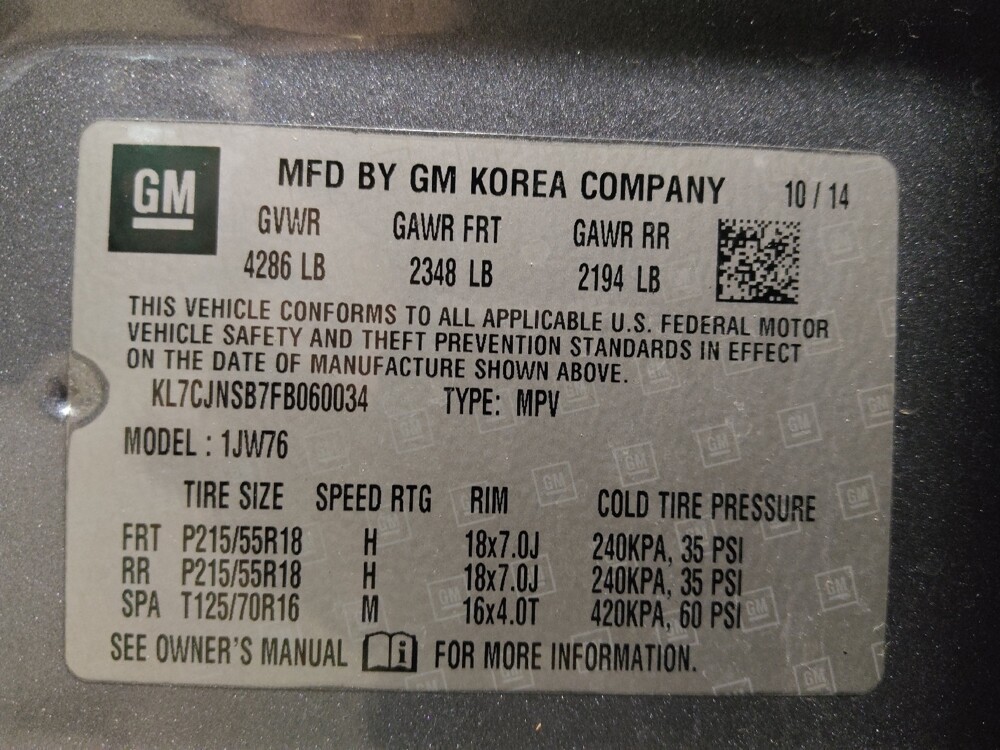 GM
MFD BY GM KOREA COMPANY 10 / 14
GVWR GAWR FRT GAWR RR
4286 LB 2348 LB 2194 LB
THIS VEHICLE CONFORMS TO ALL APPLICABLE U.S. FEDERAL MOTOR
VEHICLE SAFETY AND THEFT PREVENTION STANDARDS IN EFFECT
ON THE DATE OF MANUFACTURE SHOWN ABOVE.
KL7CJNSB7FB060034 TYPE: MPV
MODEL : 1JW76
TIRE SIZE SPEED RTG RIM COLD TIRE PRESSURE
FRT P215/55R18 H 18x7.0J 240KPA, 35 PSI
RR P215/55R18 H 18x7.0J 240KPA, 35 PSI
SPA T125/70R16 M 16x4.0T 420KPA, 60 PSI
SEE OWNER'S MANUAL i FOR MORE INFORMATION.